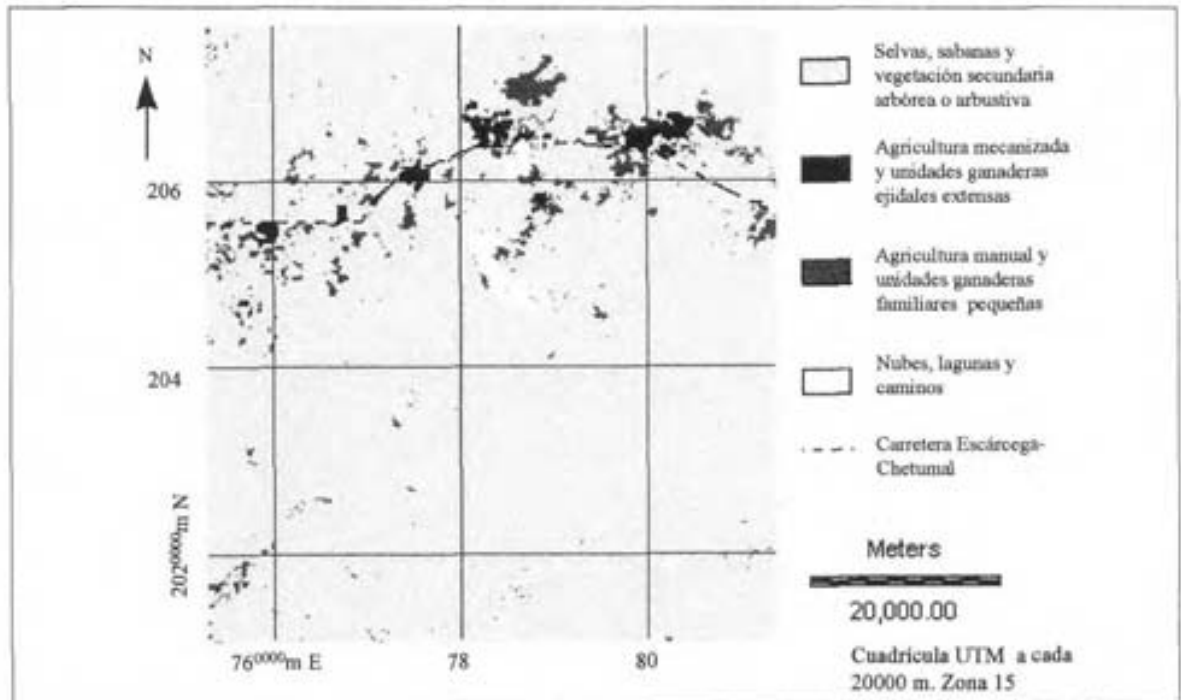 N
206
204
202⁰⁰⁰⁰m N
76⁰⁰⁰⁰m E
78
80
Selvas, sabanas y
vegetación secundaria
arbórea o arbustiva
Agricultura mecanizada
y unidades ganaderas
ejidales extensas
Agricultura manual y
unidades ganaderas
familiares pequeñas
Nubes, lagunas y
caminos
Carretera Escárcega-
Chetumal
Meters
20,000.00
Cuadrícula UTM a cada
20000 m. Zona 15